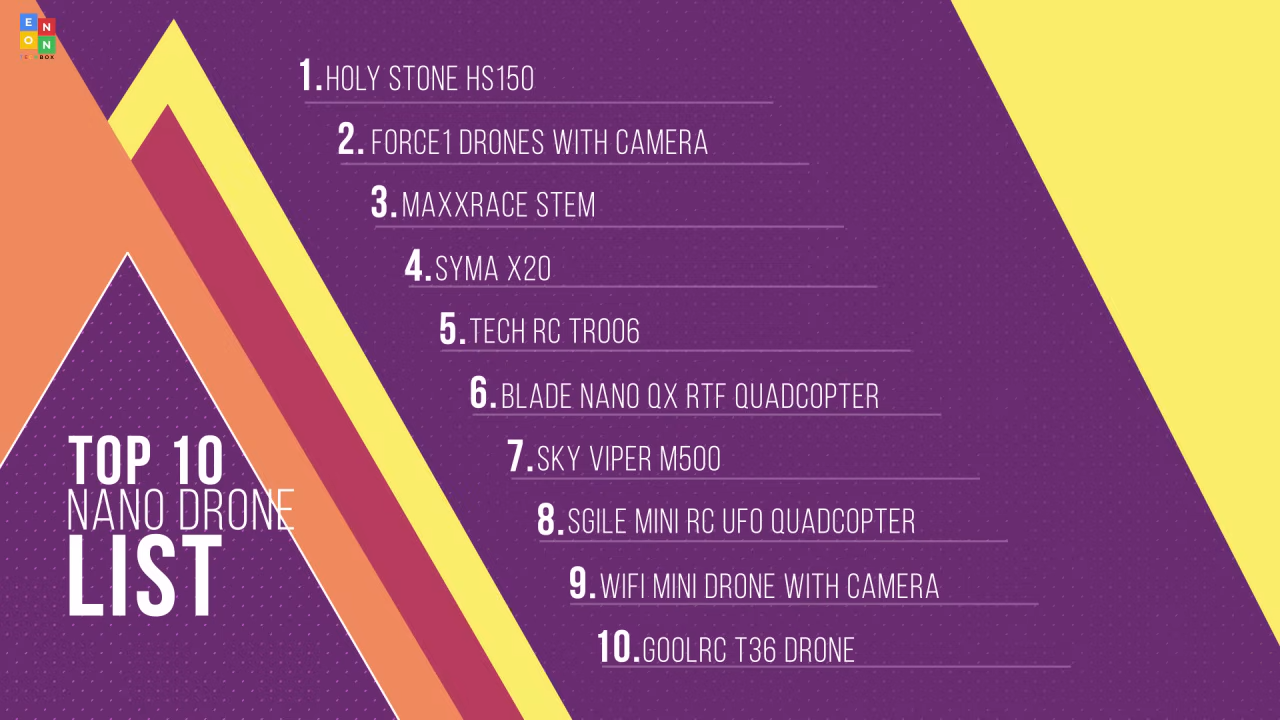 E N
O N
BOX
1. HOLY STONE HS150
2. FORCE1 DRONES WITH CAMERA
3. MAXXRACE STEM
4. SYMA X20
5. TECH RC TR006
6. BLADE NANO QX RTF QUADCOPTER
7. SKY VIPER M500
8. SGILE MINI RC UFO QUADCOPTER
9. WIFI MINI DRONE WITH CAMERA
10. GOOLRC T36 DRONE
TOP 10
NANO DRONE
LIST